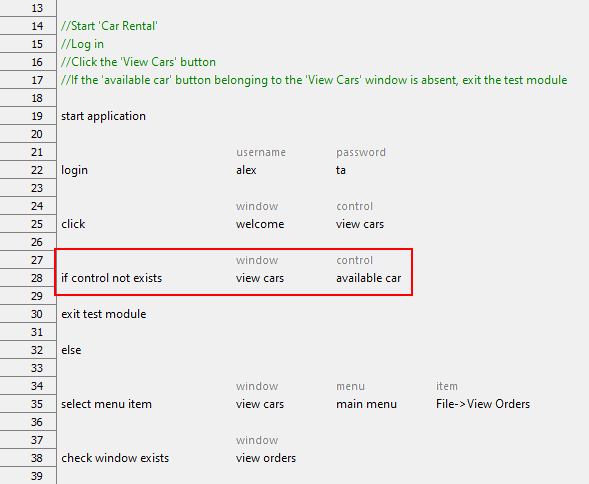 13
14 //Start 'Car Rental'
15 //Log in
16 //Click the 'View Cars' button
17 //If the 'available car' button belonging to the 'View Cars' window is absent, exit the test module
18
19 start application
20
21 username password
22 login alex ta
23
24 window control
25 click welcome view cars
26
27 window control
28 if control not exists view cars available car
29
30 exit test module
31
32 else
33
34 window menu item
35 select menu item view cars main menu File->View Orders
36
37 window
38 check window exists view orders
39